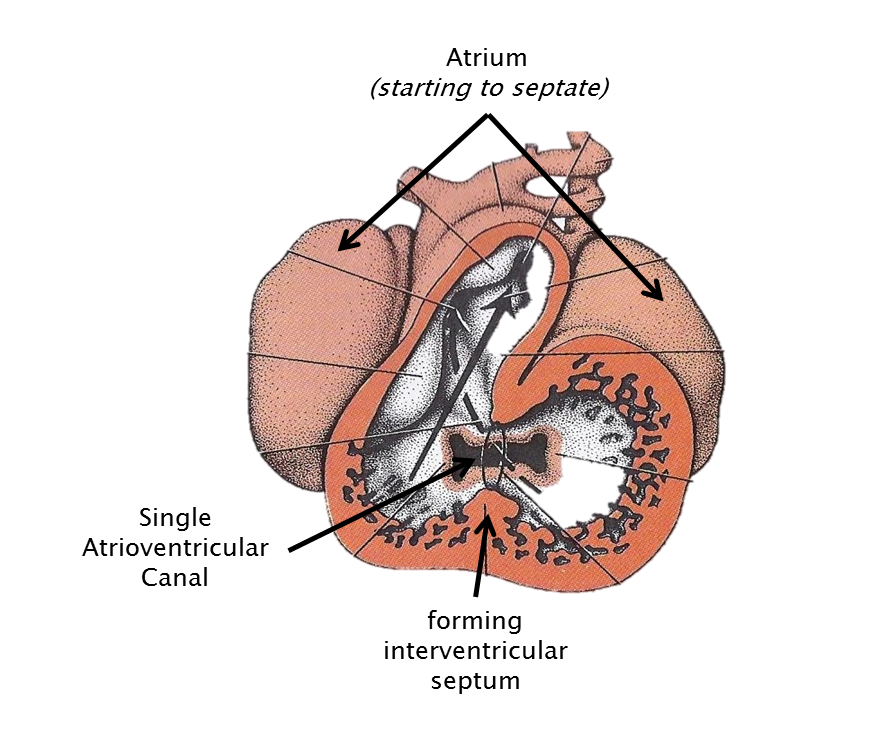 Atrium
(starting to septate)
Single
Atrioventricular
Canal
forming
interventricular
septum